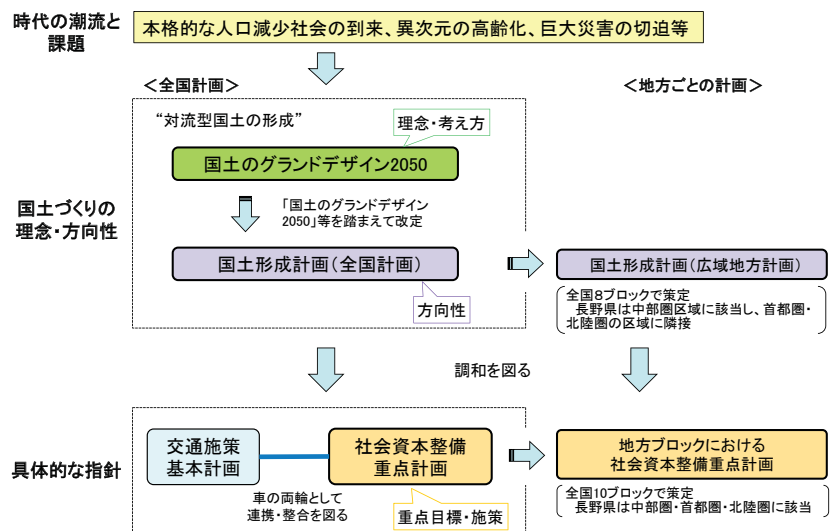 時代の潮流と
課題
本格的な人口減少社会の到来、異次元の高齢化、巨大災害の切迫等
＜全国計画＞
＜地方ごとの計画＞
“対流型国土の形成”
理念・考え方
国土のグランドデザイン2050
国土づくりの
理念・方向性
「国土のグランドデザイン
2050」等を踏まえて改定
国土形成計画（全国計画）
国土形成計画（広域地方計画）
方向性
全国８ブロックで策定
長野県は中部圏区域に該当し、首都圏・
北陸圏の区域に隣接
調和を図る
具体的な指針
交通施策
基本計画
社会資本整備
重点計画
地方ブロックにおける
社会資本整備重点計画
車の両輪として
連携・整合を図る
重点目標・施策
全国10ブロックで策定
長野県は中部圏・首都圏・北陸圏に該当